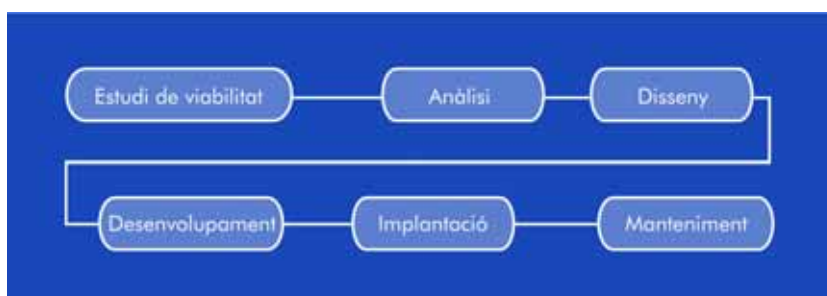 Estudi de viabilitat
Anàlisi
Disseny
Desenvolupament
Implantació
Manteniment